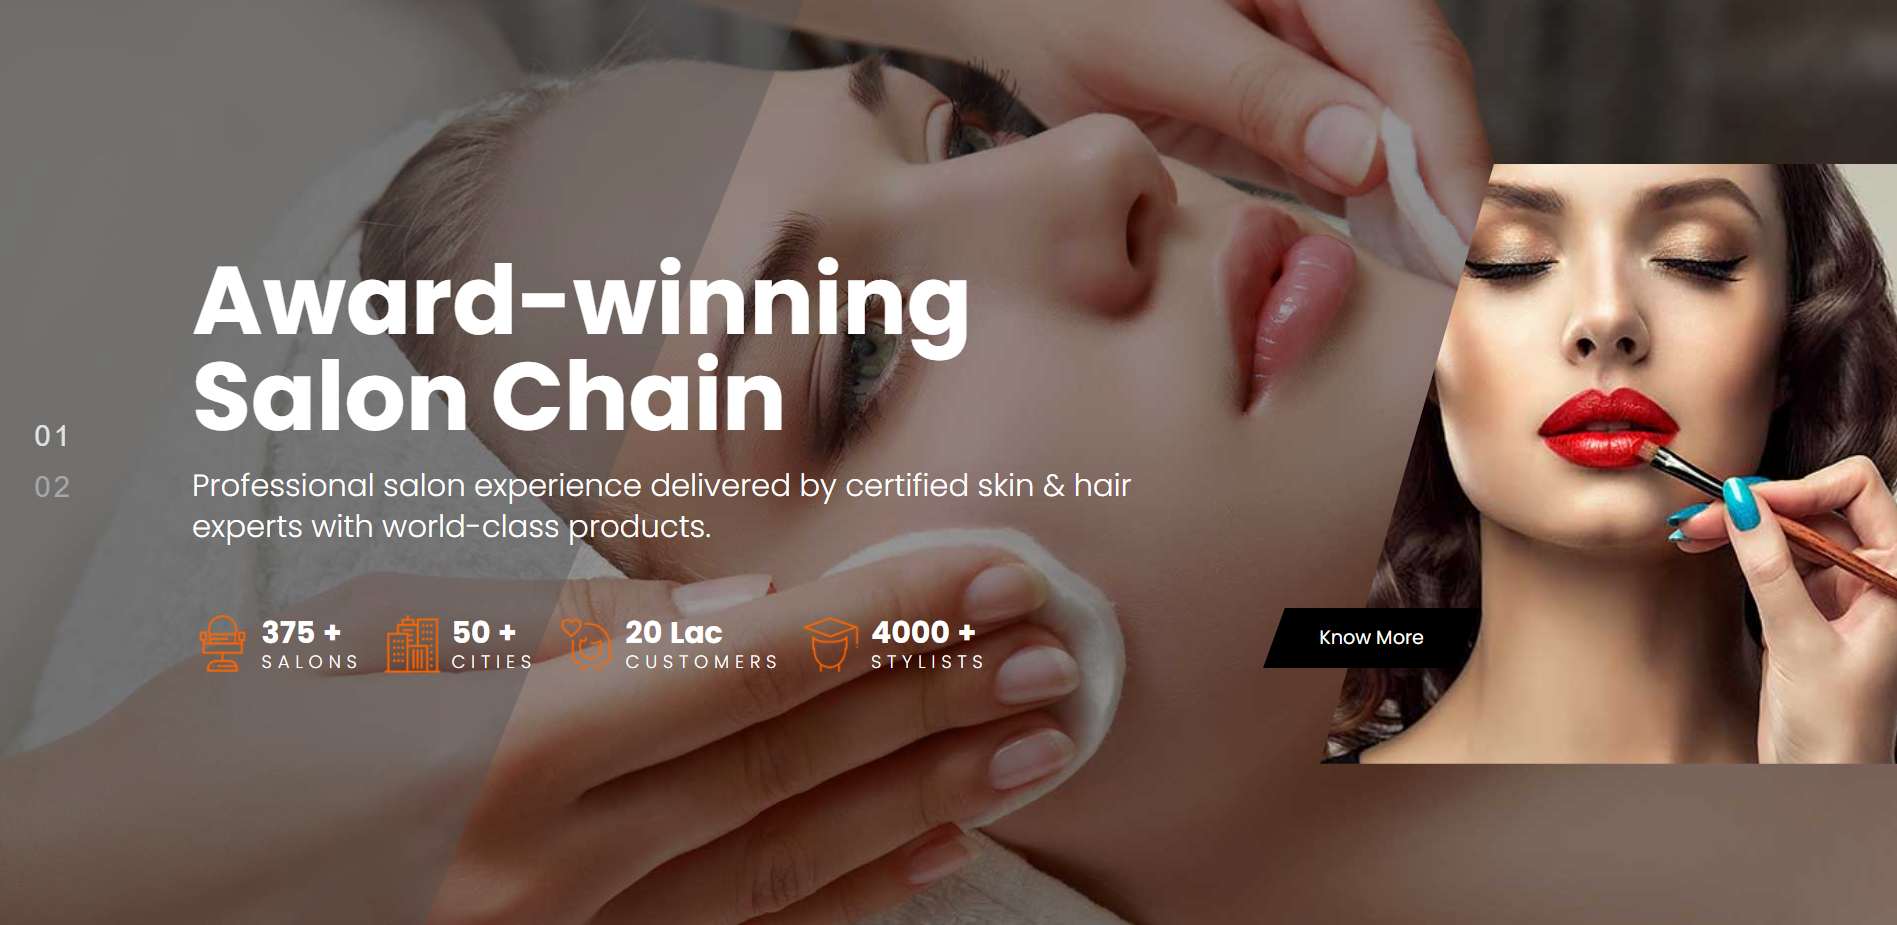 Award-winning
Salon Chain
01
02
Professional salon experience delivered by certified skin & hair
experts with world-class products.
375 +
SALONS
50 +
CITIES
20 Lac
CUSTOMERS
4000 +
STYLISTS
Know More